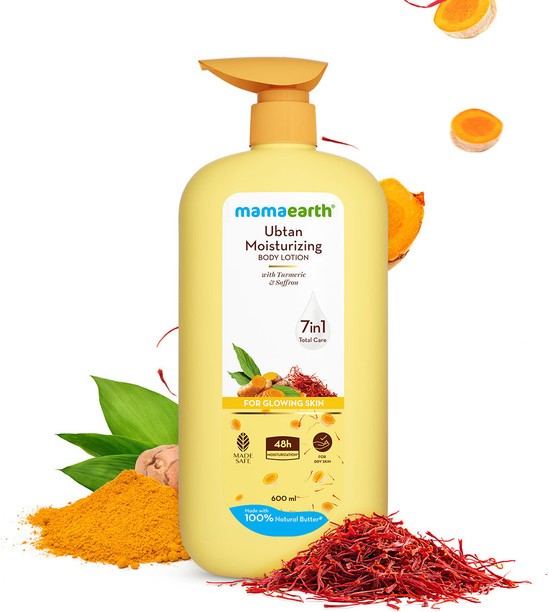 mamaearth®
Ubtan
Moisturizing
BODY LOTION
with Turmeric
& Saffron
7in1
Total Care
FOR GLOWING SKIN
MADE
SAFE
48h
MOISTURIZATION*
FOR
DRY SKIN
600 ml
Made with
100% Natural Butter#